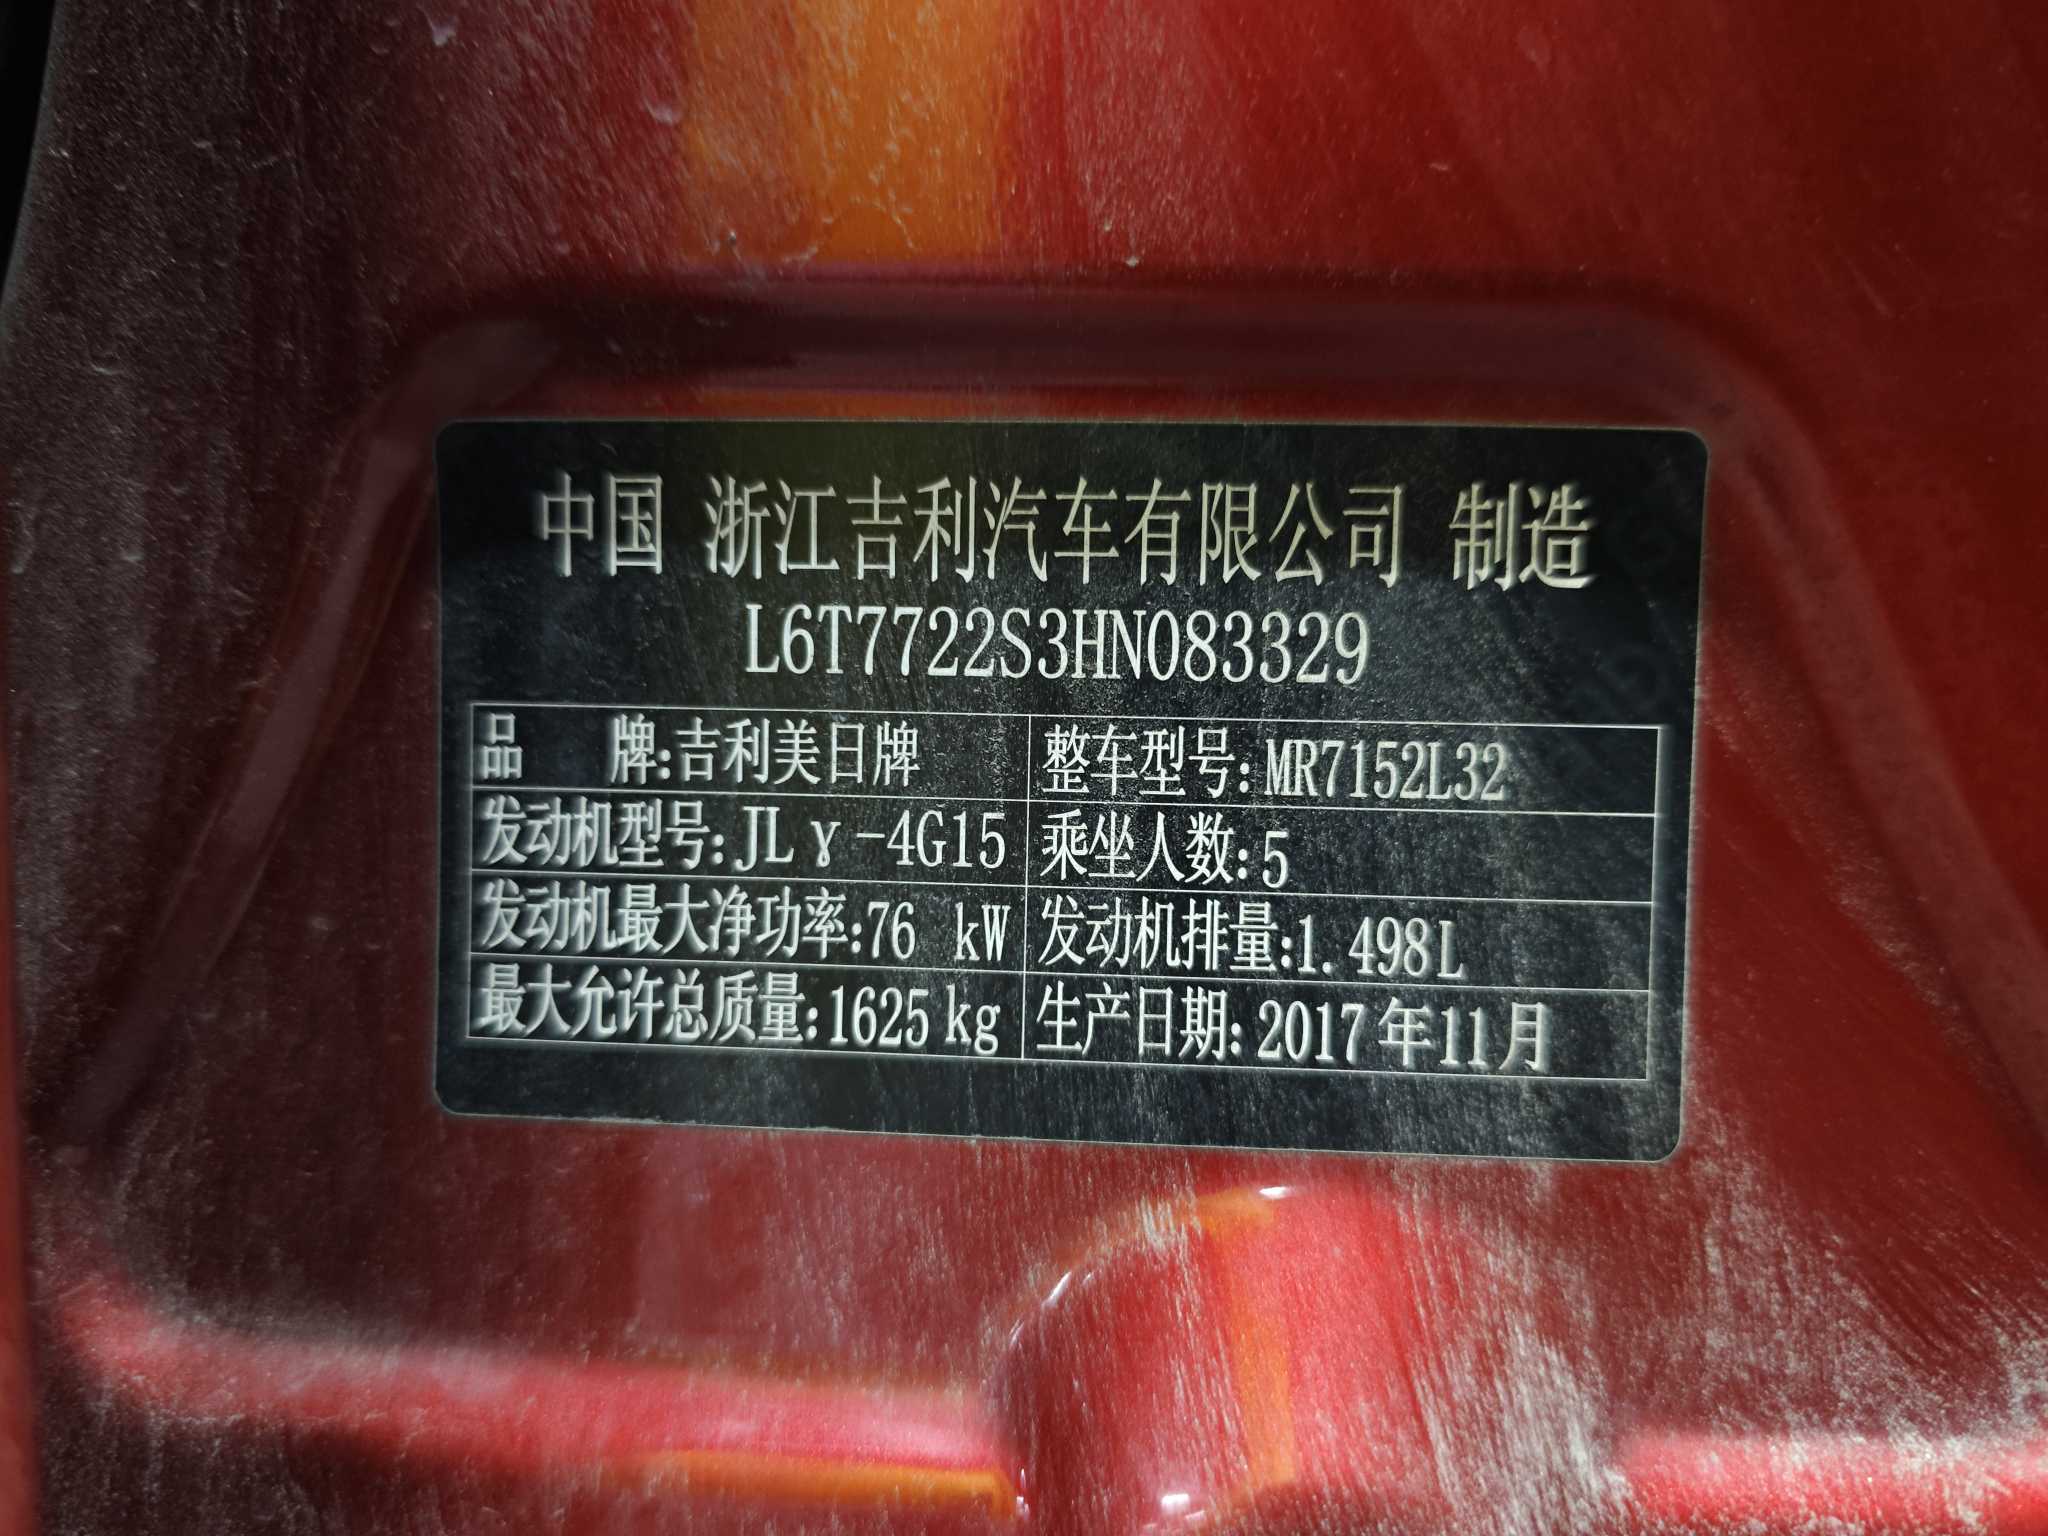 中国 浙江吉利汽车有限公司 制造
L6T7722S3HN083329
品 牌:吉利美日牌 整车型号:MR7152L32
发动机型号:JLγ-4G15 乘坐人数:5
发动机最大净功率:76 kW 发动机排量:1.498L
最大允许总质量:1625 kg 生产日期:2017年11月